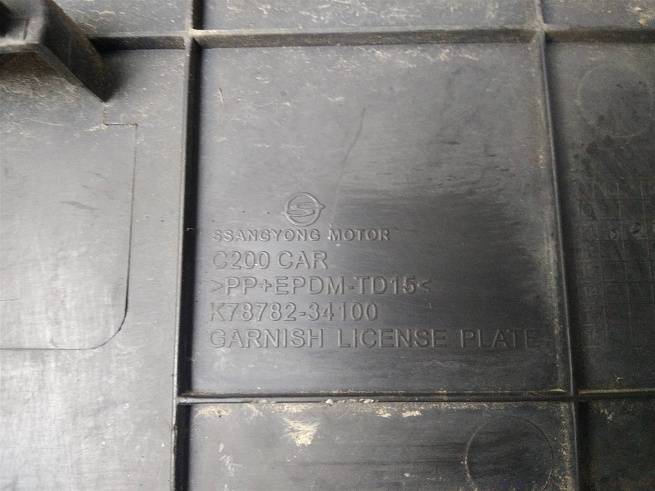 SSANGYONG MOTOR
C200 CAR
>PP+EPDM-TD15<
K78782-34100
GARNISH LICENSE PLATE